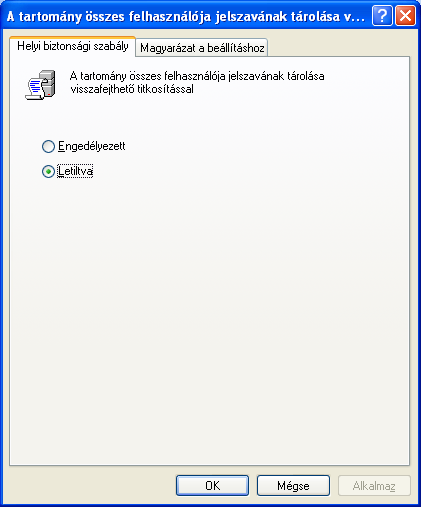 A tartomány összes felhasználója jelszavának tárolása v...
Helyi biztonsági szabály
Magyarázat a beállításhoz
A tartomány összes felhasználója jelszavának tárolása
visszafejthető titkosítással
Engedélyezett
Letiltva
OK
Mégse
Alkalmaz